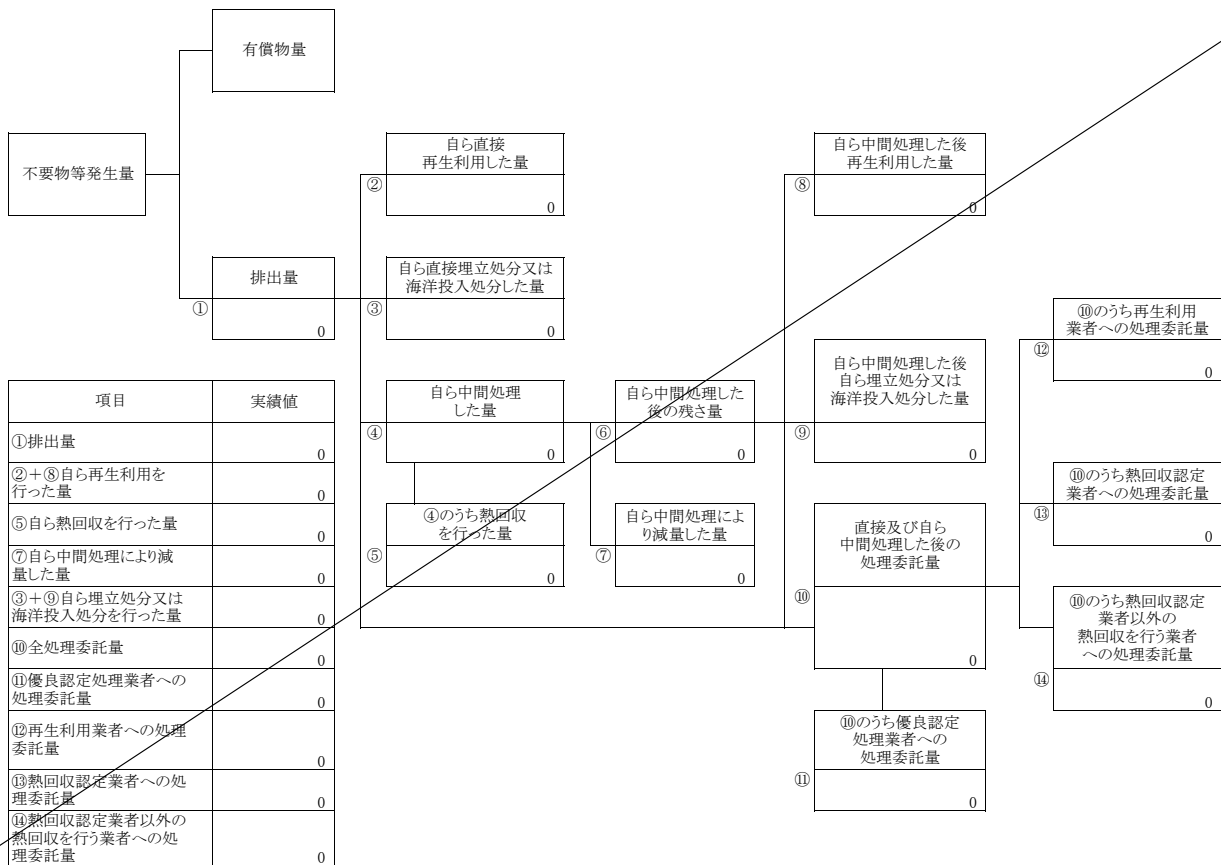 有償物量
不要物等発生量
排出量
①
0
自ら直接
再生利用した量
②
0
自ら直接埋立処分又は
海洋投入処分した量
③
0
自ら中間処理
した量
④
0
④のうち熱回収
を行った量
⑤
0
自ら中間処理した
後の残さ量
⑥
0
自ら中間処理によ
り減量した量
⑦
0
自ら中間処理した後
再生利用した量
⑧
0
自ら中間処理した後
自ら埋立処分又は
海洋投入処分した量
⑨
0
直接及び自ら
中間処理した後の
処理委託量
⑩
0
⑩のうち優良認定
処理業者への
処理委託量
⑪
0
⑩のうち再生利用
業者への処理委託量
⑫
0
⑩のうち熱回収認定
業者への処理委託量
⑬
0
⑩のうち熱回収認定
業者以外の
熱回収を行う業者
への処理委託量
⑭
0
項目 実績値
①排出量
0
②+⑧自ら再生利用を
行った量 0
⑤自ら熱回収を行った量
0
⑦自ら中間処理により減
量した量 0
③+⑨自ら埋立処分又は
海洋投入処分を行った量 0
⑩全処理委託量
0
⑪優良認定処理業者への
処理委託量 0
⑫再生利用業者への処理
委託量 0
⑬熱回収認定業者への処
理委託量 0
⑭熱回収認定業者以外の
熱回収を行う業者への処
理委託量 0